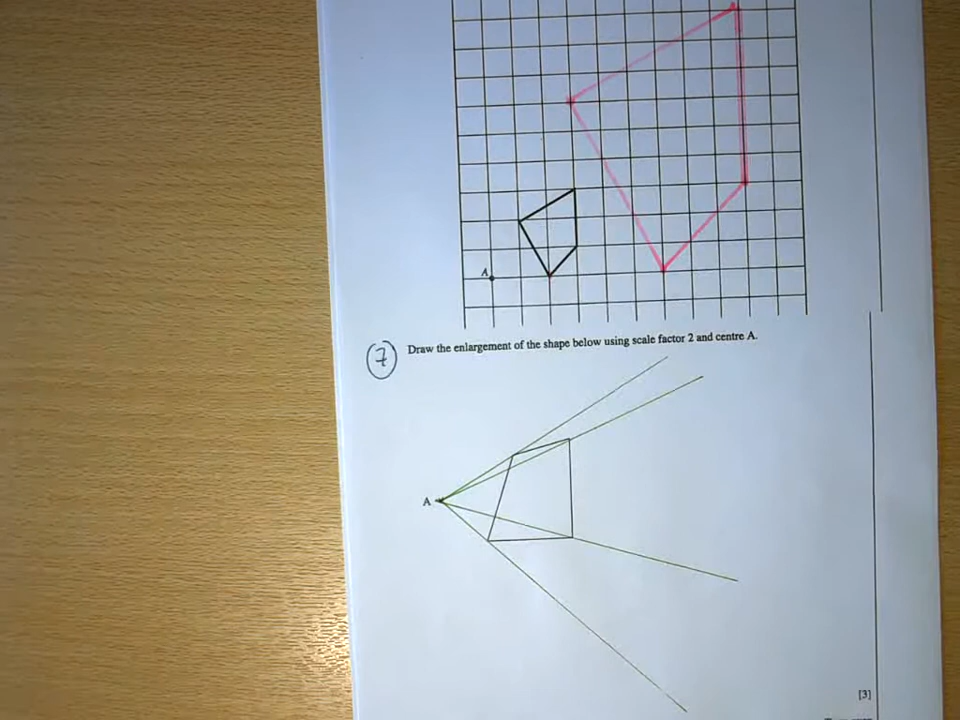 A
7
Draw the enlargement of the shape below using scale factor 2 and centre A.
A
[3]